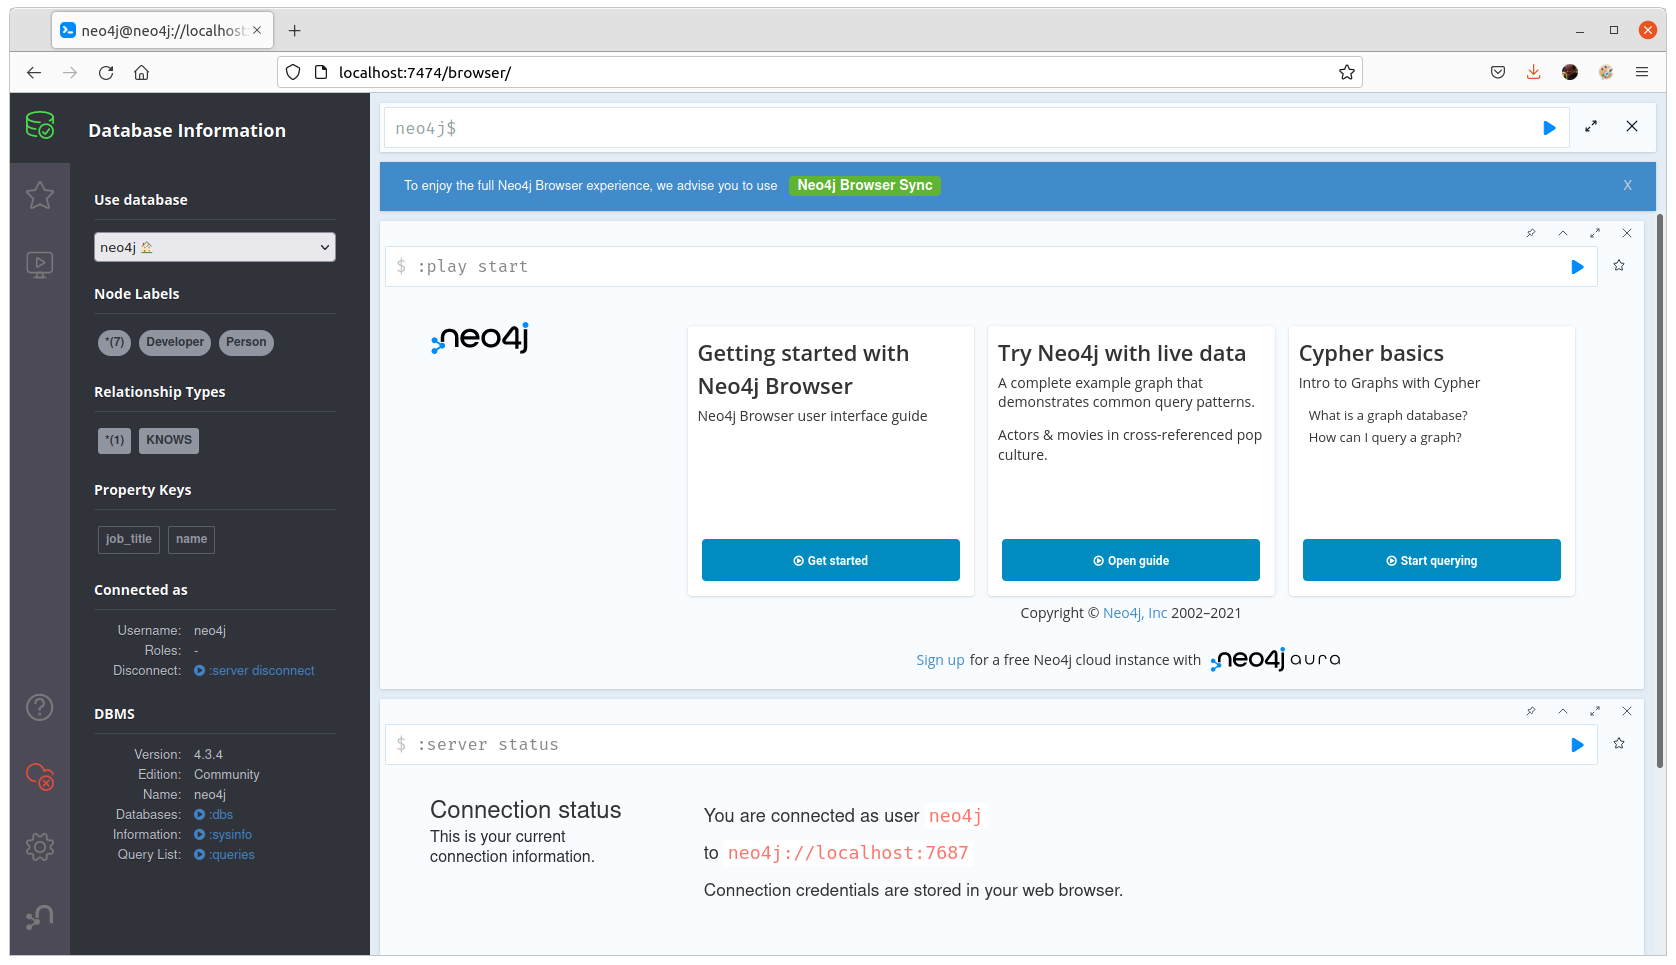 neo4j@neo4j://localhost:
localhost:7474/browser/
Database Information
Use database
neo4j
Node Labels
*(7) Developer Person
Relationship Types
*(1) KNOWS
Property Keys
job_title name
Connected as
Username: neo4j
Roles: -
Disconnect: :server disconnect
DBMS
Version: 4.3.4
Edition: Community
Name: neo4j
Databases: :dbs
Information: :sysinfo
Query List: :queries
neo4j$
To enjoy the full Neo4j Browser experience, we advise you to use Neo4j Browser Sync X
$ :play start
neo4j
Getting started with
Neo4j Browser
Neo4j Browser user interface guide
Get started
Try Neo4j with live data
A complete example graph that
demonstrates common query patterns.
Actors & movies in cross-referenced pop
culture.
Open guide
Cypher basics
Intro to Graphs with Cypher
What is a graph database?
How can I query a graph?
Start querying
Copyright © Neo4j, Inc 2002–2021
Sign up for a free Neo4j cloud instance with neo4j aura
$ :server status
Connection status
This is your current
connection information.
You are connected as user neo4j
to neo4j://localhost:7687
Connection credentials are stored in your web browser.